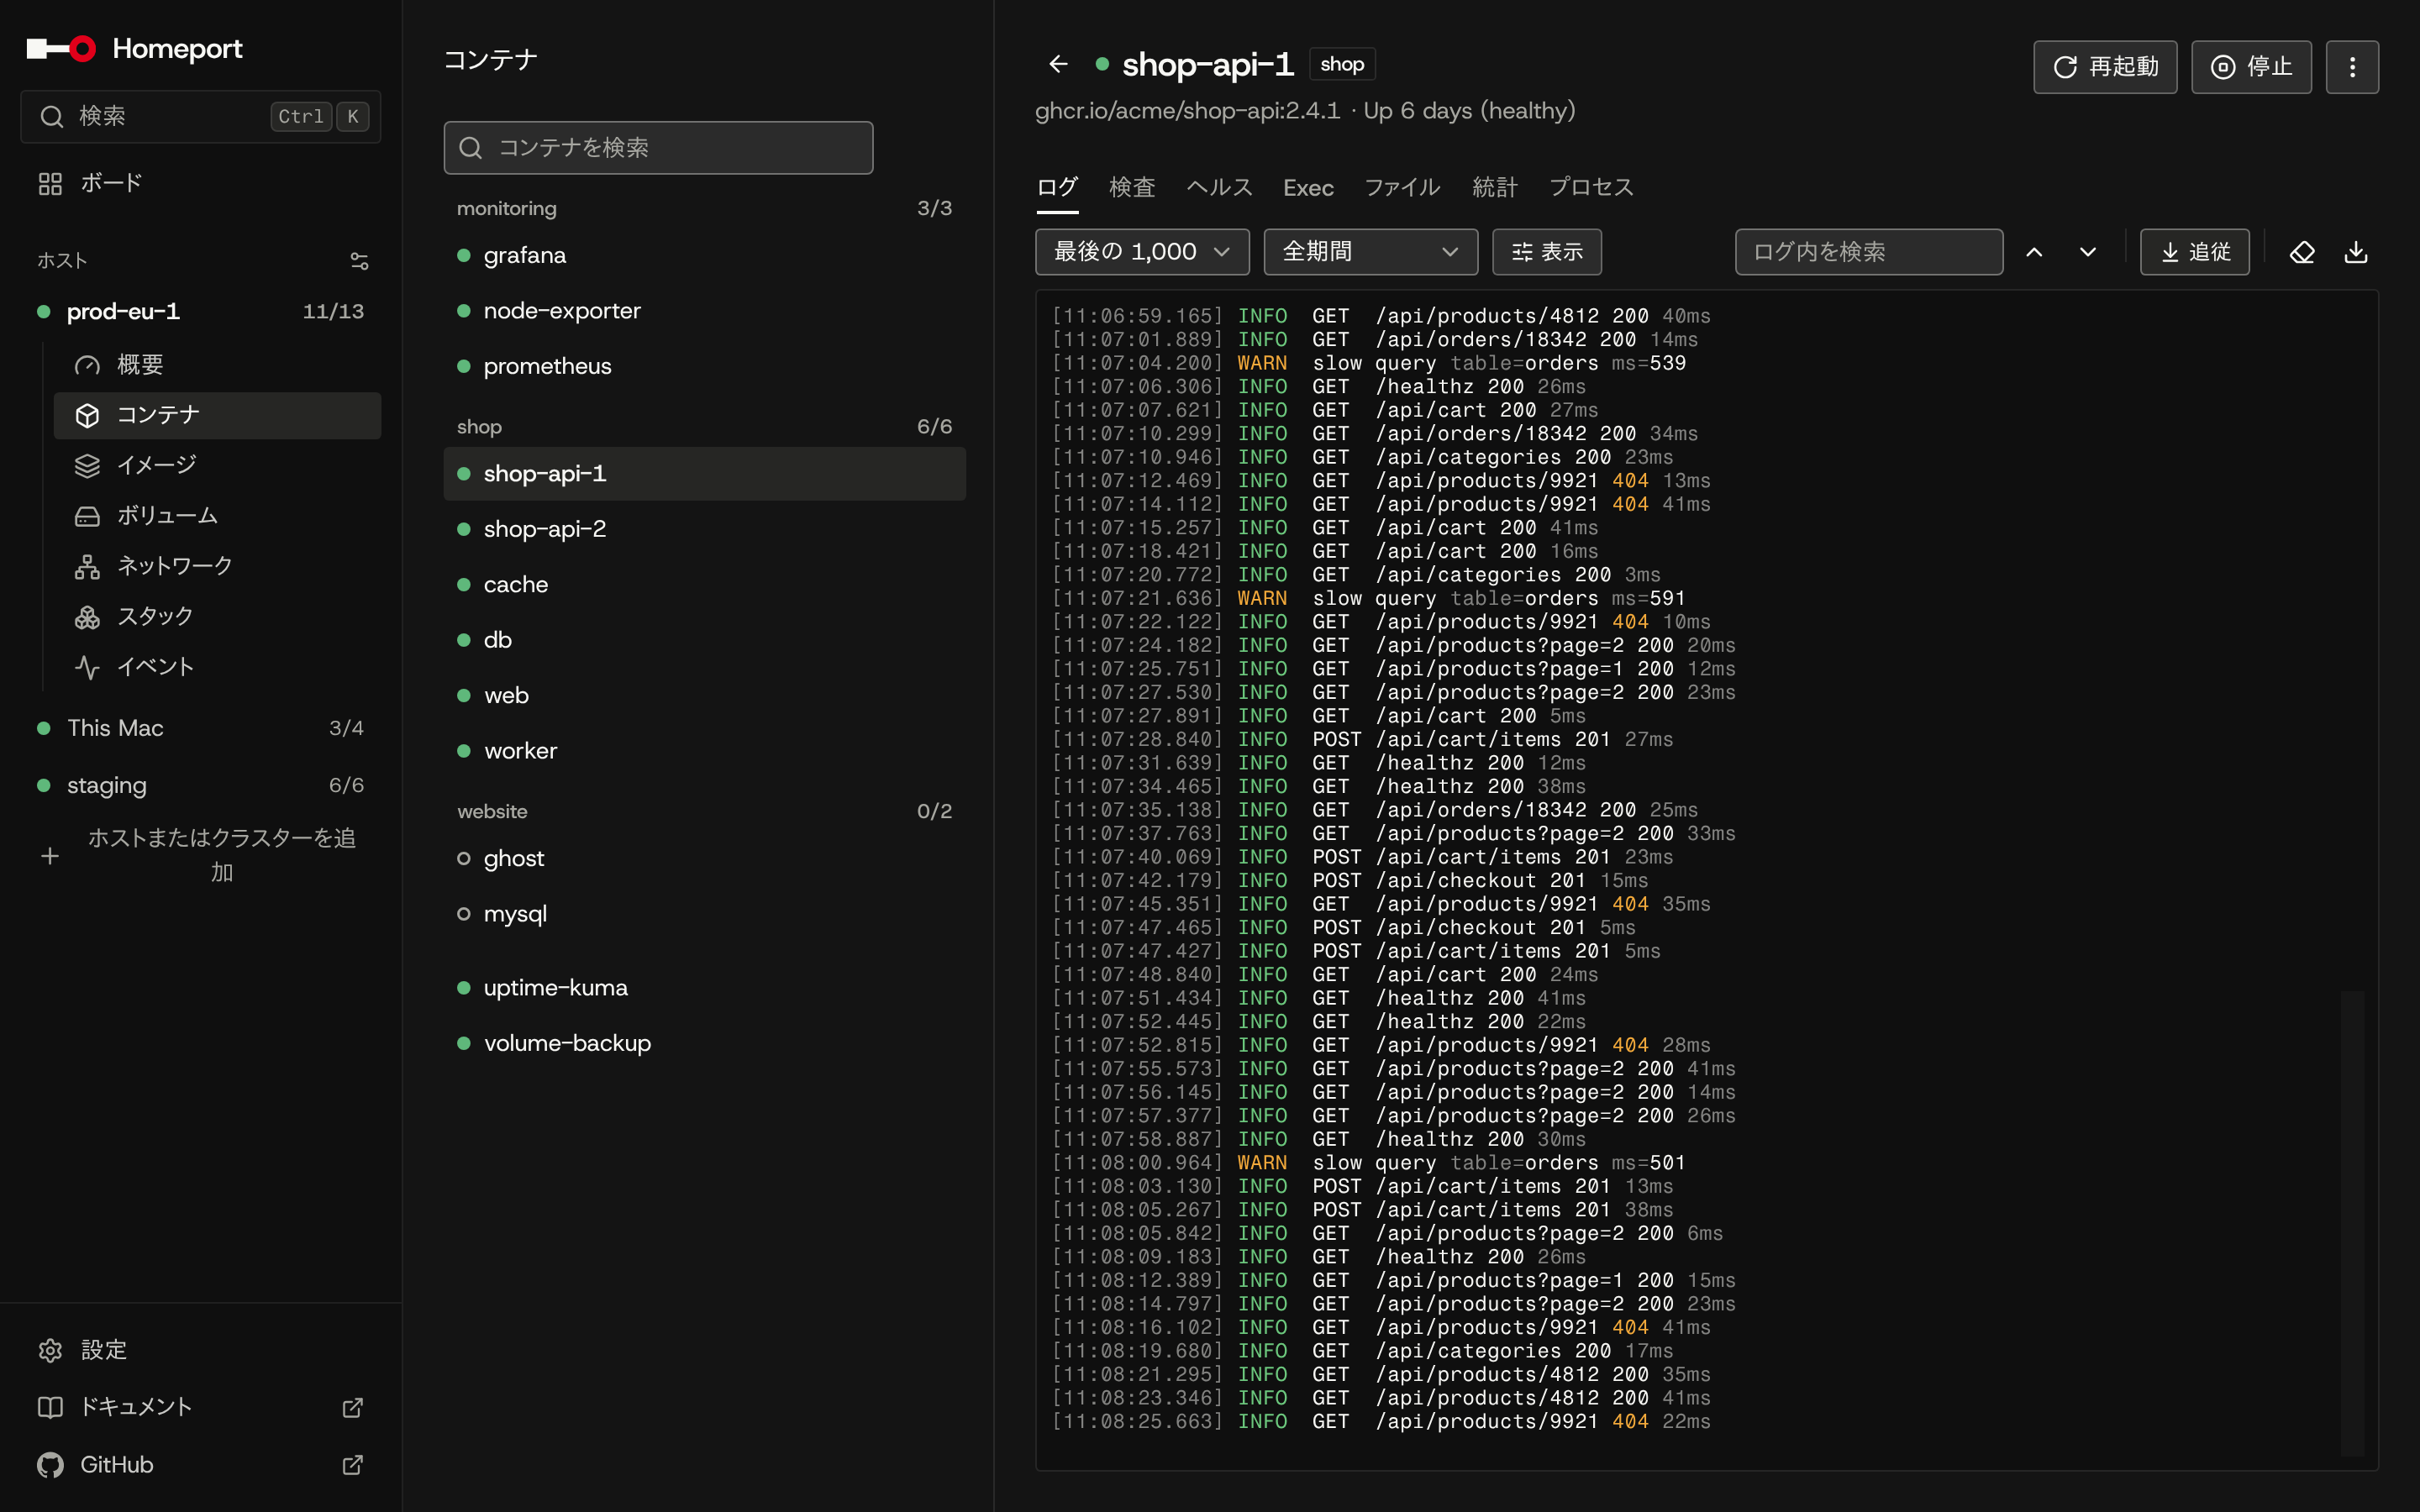 Homeport
検索 Ctrl K
ボード
ホスト
prod-eu-1 11/13
概要
コンテナ
イメージ
ボリューム
ネットワーク
スタック
イベント
This Mac 3/4
staging 6/6
ホストまたはクラスターを追
加
設定
ドキュメント
GitHub
コンテナ
コンテナを検索
monitoring 3/3
grafana
node-exporter
prometheus
shop 6/6
shop-api-1
shop-api-2
cache
db
web
worker
website 0/2
ghost
mysql
uptime-kuma
volume-backup
shop-api-1 shop
再起動 停止
ghcr.io/acme/shop-api:2.4.1 · Up 6 days (healthy)
ログ 検査 ヘルス Exec ファイル 統計 プロセス
最後の 1,000 全期間 表示 ログ内を検索 追従
[11:06:59.165] INFO GET /api/products/4812 200 40ms
[11:07:01.889] INFO GET /api/orders/18342 200 14ms
[11:07:04.200] WARN slow query table=orders ms=539
[11:07:06.306] INFO GET /healthz 200 26ms
[11:07:07.621] INFO GET /api/cart 200 27ms
[11:07:10.299] INFO GET /api/orders/18342 200 34ms
[11:07:10.946] INFO GET /api/categories 200 23ms
[11:07:12.469] INFO GET /api/products/9921 404 13ms
[11:07:14.112] INFO GET /api/products/9921 404 41ms
[11:07:15.257] INFO GET /api/cart 200 41ms
[11:07:18.421] INFO GET /api/cart 200 16ms
[11:07:20.772] INFO GET /api/categories 200 3ms
[11:07:21.636] WARN slow query table=orders ms=591
[11:07:22.122] INFO GET /api/products/9921 404 10ms
[11:07:24.182] INFO GET /api/products?page=2 200 20ms
[11:07:25.751] INFO GET /api/products?page=1 200 12ms
[11:07:27.530] INFO GET /api/products?page=2 200 23ms
[11:07:27.891] INFO GET /api/cart 200 5ms
[11:07:28.840] INFO POST /api/cart/items 201 27ms
[11:07:31.639] INFO GET /healthz 200 12ms
[11:07:34.465] INFO GET /healthz 200 38ms
[11:07:35.138] INFO GET /api/orders/18342 200 25ms
[11:07:37.763] INFO GET /api/products?page=2 200 33ms
[11:07:40.069] INFO POST /api/cart/items 201 23ms
[11:07:42.179] INFO POST /api/checkout 201 15ms
[11:07:45.351] INFO GET /api/products/9921 404 35ms
[11:07:47.465] INFO POST /api/checkout 201 5ms
[11:07:47.427] INFO POST /api/cart/items 201 5ms
[11:07:48.840] INFO GET /api/cart 200 24ms
[11:07:51.434] INFO GET /healthz 200 41ms
[11:07:52.445] INFO GET /healthz 200 22ms
[11:07:52.815] INFO GET /api/products/9921 404 28ms
[11:07:55.573] INFO GET /api/products?page=2 200 41ms
[11:07:56.145] INFO GET /api/products?page=2 200 14ms
[11:07:57.377] INFO GET /api/products?page=2 200 26ms
[11:07:58.887] INFO GET /healthz 200 30ms
[11:08:00.964] WARN slow query table=orders ms=501
[11:08:03.130] INFO POST /api/cart/items 201 13ms
[11:08:05.267] INFO POST /api/cart/items 201 38ms
[11:08:05.842] INFO GET /api/products?page=2 200 6ms
[11:08:09.183] INFO GET /healthz 200 26ms
[11:08:12.389] INFO GET /api/products?page=1 200 15ms
[11:08:14.797] INFO GET /api/products?page=2 200 23ms
[11:08:16.102] INFO GET /api/products/9921 404 41ms
[11:08:19.680] INFO GET /api/categories 200 17ms
[11:08:21.295] INFO GET /api/products/4812 200 35ms
[11:08:23.346] INFO GET /api/products/4812 200 41ms
[11:08:25.663] INFO GET /api/products/9921 404 22ms